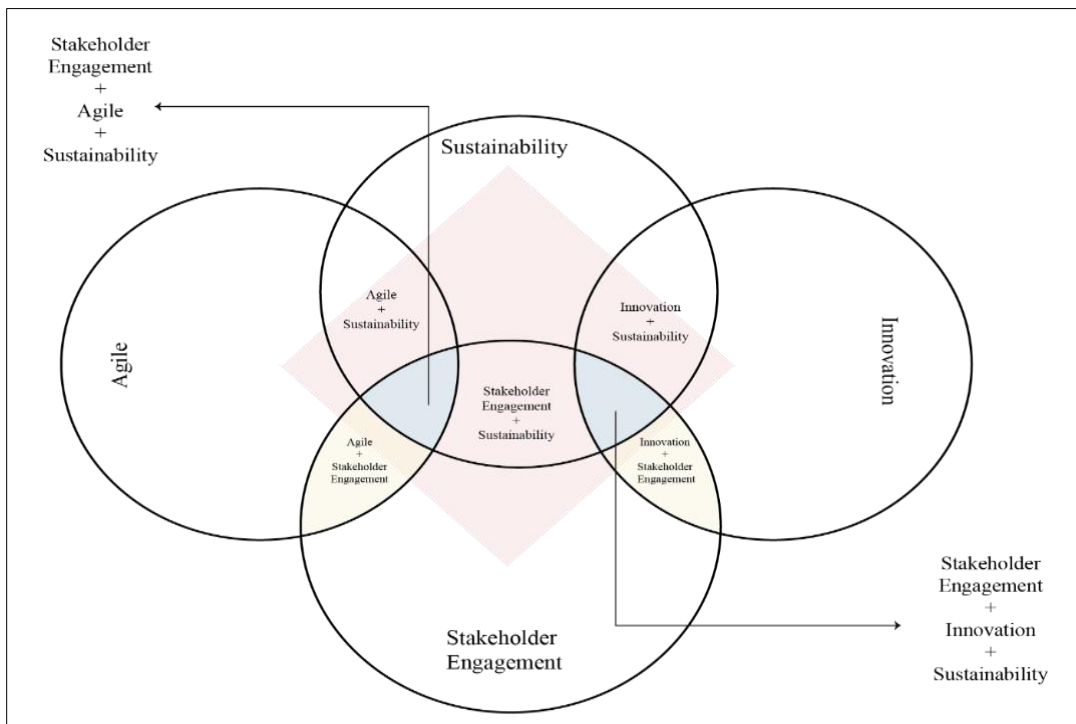 Stakeholder
Engagement
+
Agile
+
Sustainability
Sustainability
Agile
+
Sustainability
Innovation
+
Sustainability
Agile
Innovation
Stakeholder
Engagement
+
Sustainability
Agile
+
Stakeholder
Engagement
Innovation
+
Stakeholder
Engagement
Stakeholder
Engagement
Stakeholder
Engagement
+
Innovation
+
Sustainability